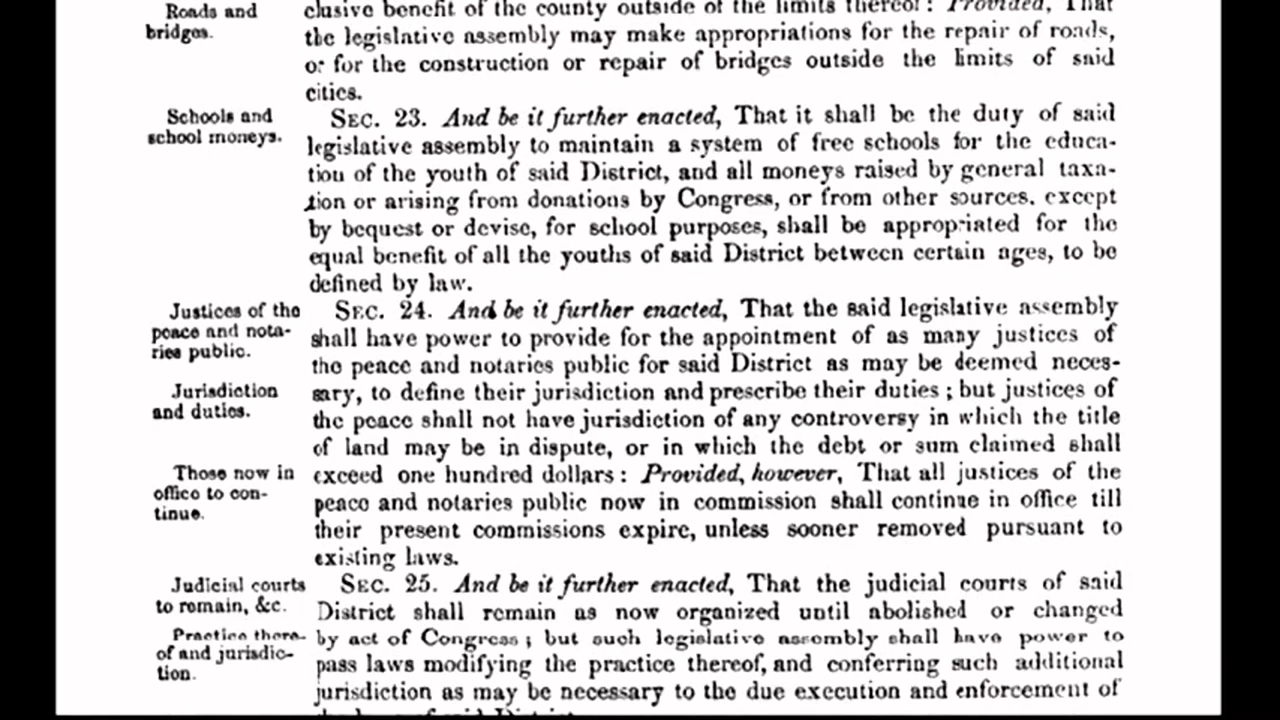 Roads and
bridges.
clusive benefit of the county outside of the limits thereof: Provided, That
the legislative assembly may make appropriations for the repair of roads,
or for the construction or repair of bridges outside the limits of said
cities.
Schools and
school moneys.
SEC. 23. And be it further enacted, That it shall be the duty of said
legislative assembly to maintain a system of free schools for the educa-
tion of the youth of said District, and all moneys raised by general taxa-
tion or arising from donations by Congress, or from other sources, except
by bequest or devise, for school purposes, shall be appropriated for the
equal benefit of all the youths of said District between certain ages, to be
defined by law.
Justices of the
peace and nota-
ries public.
SEC. 24. And be it further enacted, That the said legislative assembly
shall have power to provide for the appointment of as many justices of
the peace and notaries public for said District as may be deemed neces-
Jurisdiction
and duties.
sary, to define their jurisdiction and prescribe their duties; but justices of
the peace shall not have jurisdiction of any controversy in which the title
of land may be in dispute, or in which the debt or sum claimed shall
Those now in
office to con-
tinue.
exceed one hundred dollars: Provided, however, That all justices of the
peace and notaries public now in commission shall continue in office till
their present commissions expire, unless sooner removed pursuant to
existing laws.
Judicial courts
to remain, &c.
SEC. 25. And be it further enacted, That the judicial courts of said
District shall remain as now organized until abolished or changed
Practice there-
of and jurisdic-
tion.
by act of Congress; but such legislative assembly shall have power to
pass laws modifying the practice thereof, and conferring such additional
jurisdiction as may be necessary to the due execution and enforcement of